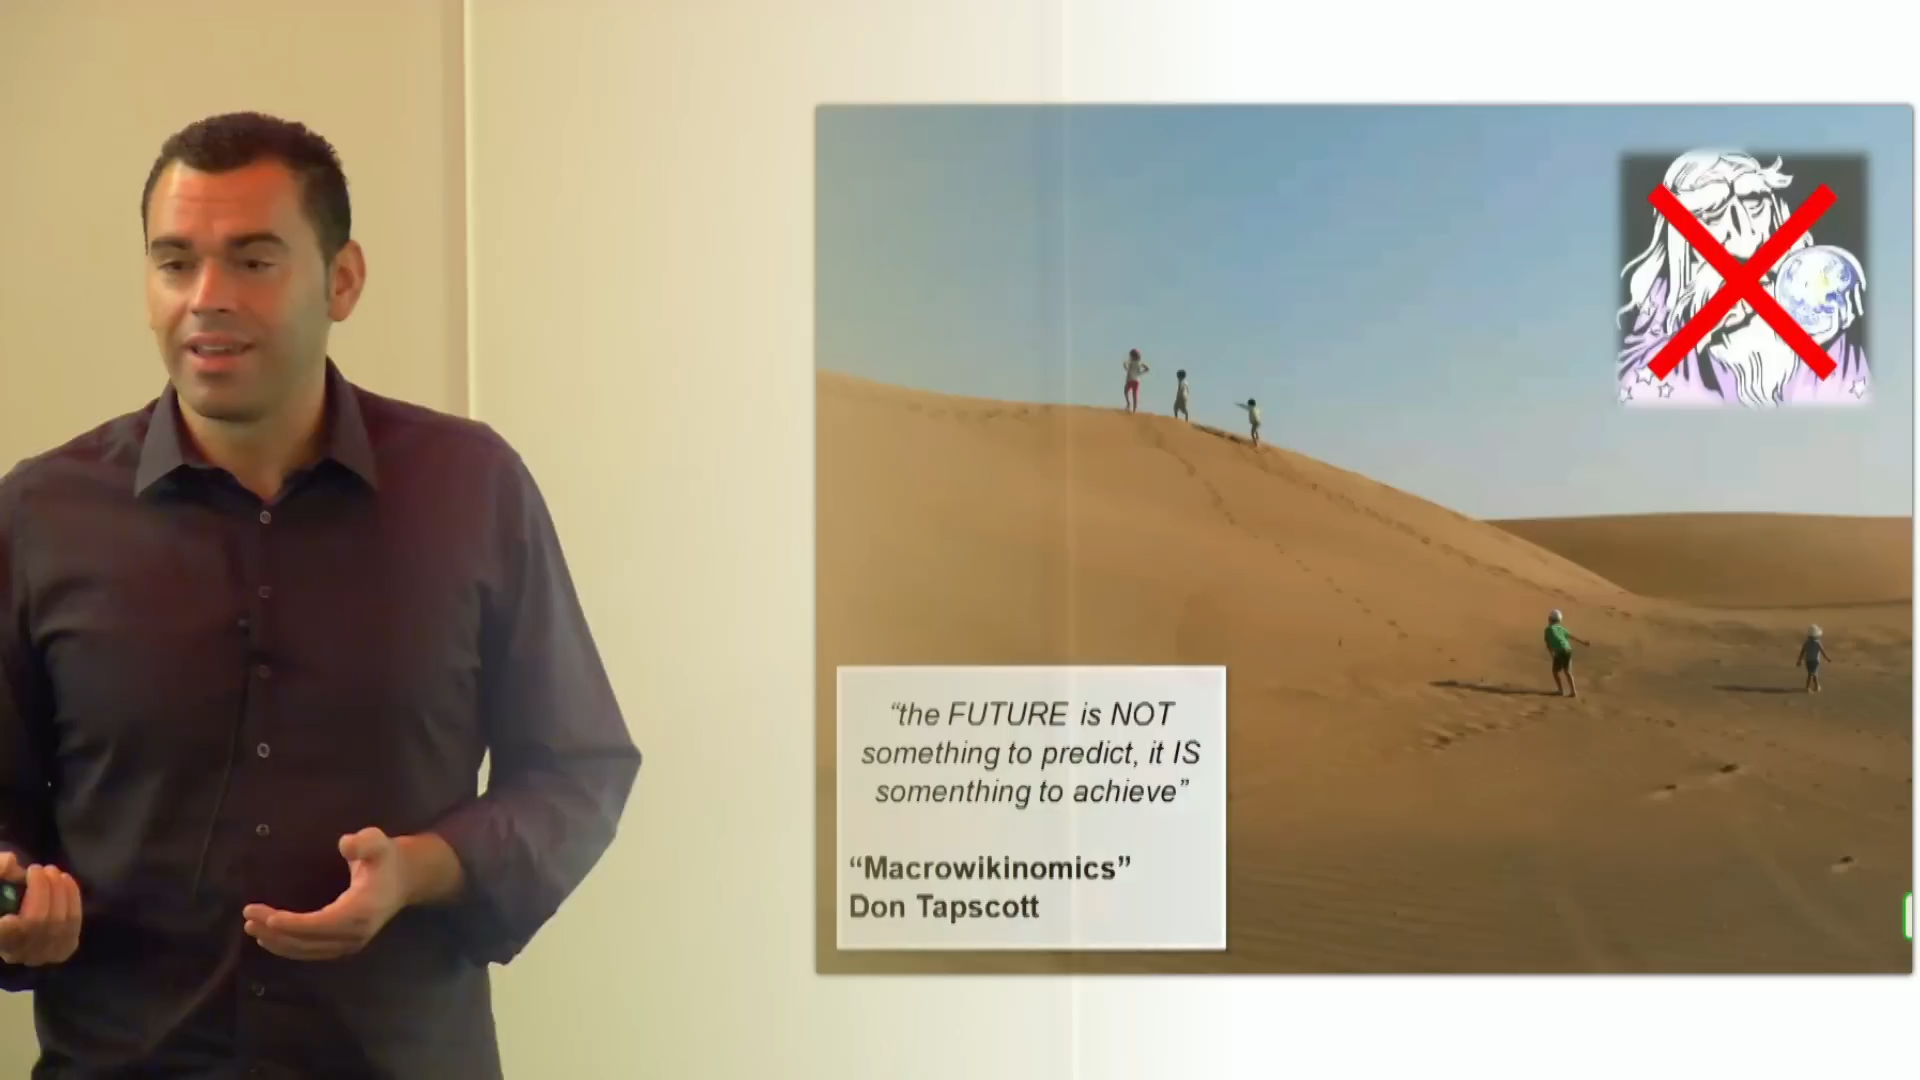 “the FUTURE is NOT
something to predict, it IS
somenthing to achieve”
“Macrowikinomics”
Don Tapscott